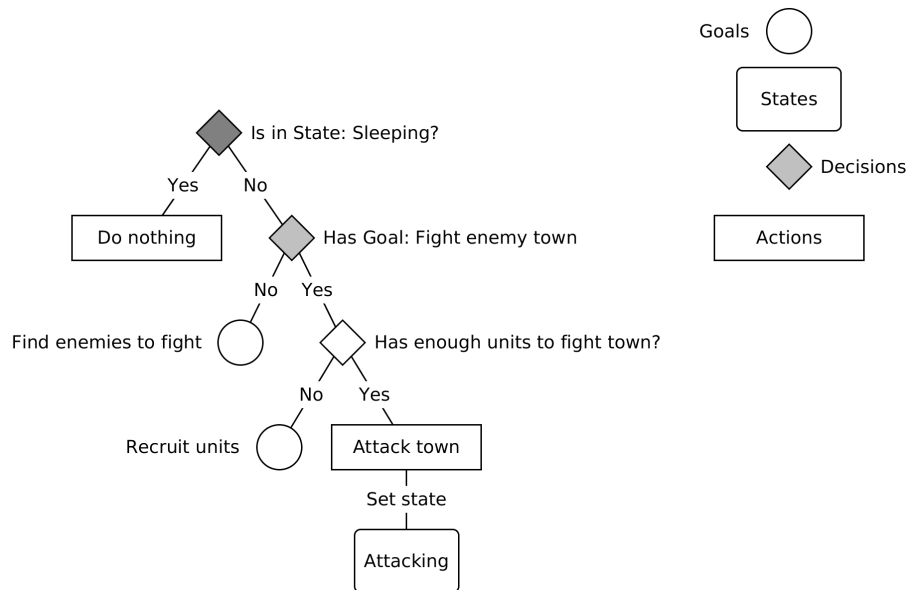 Goals
States
Is in State: Sleeping?
Decisions
Yes
No
Do nothing
Has Goal: Fight enemy town
Actions
No
Yes
Find enemies to fight
Has enough units to fight town?
No
Yes
Recruit units
Attack town
Set state
Attacking